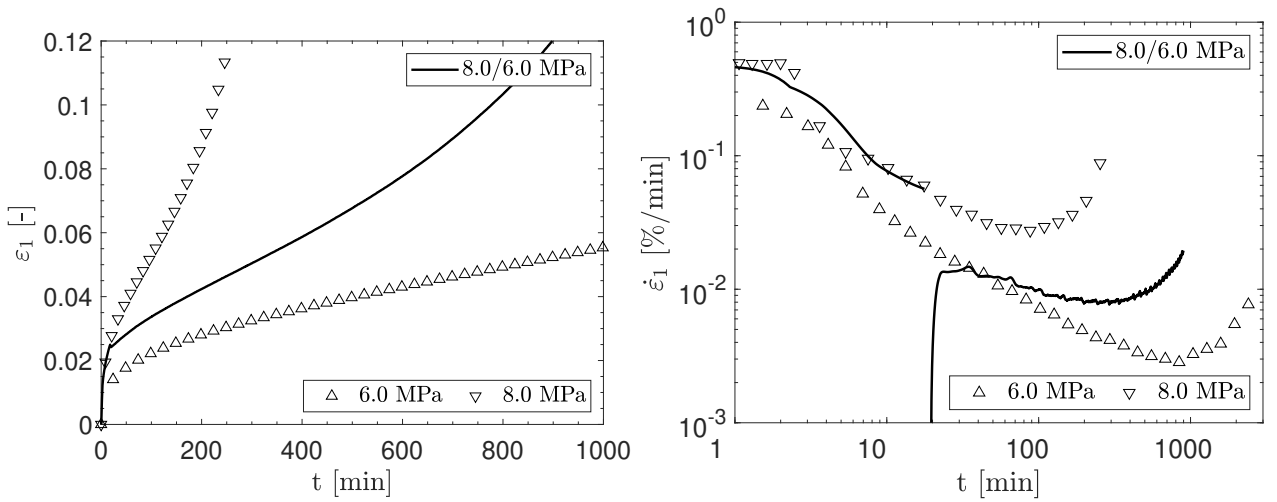 0.12
0.1
0.08
0.06
0.04
0.02
0
ε₁ [-]
0 200 400 600 800 1000
t [min]
8.0/6.0 MPa
6.0 MPa 8.0 MPa
10⁰
10⁻¹
10⁻²
10⁻³
ε̇₁ [%/min]
1 10 100 1000
t [min]
8.0/6.0 MPa
6.0 MPa 8.0 MPa